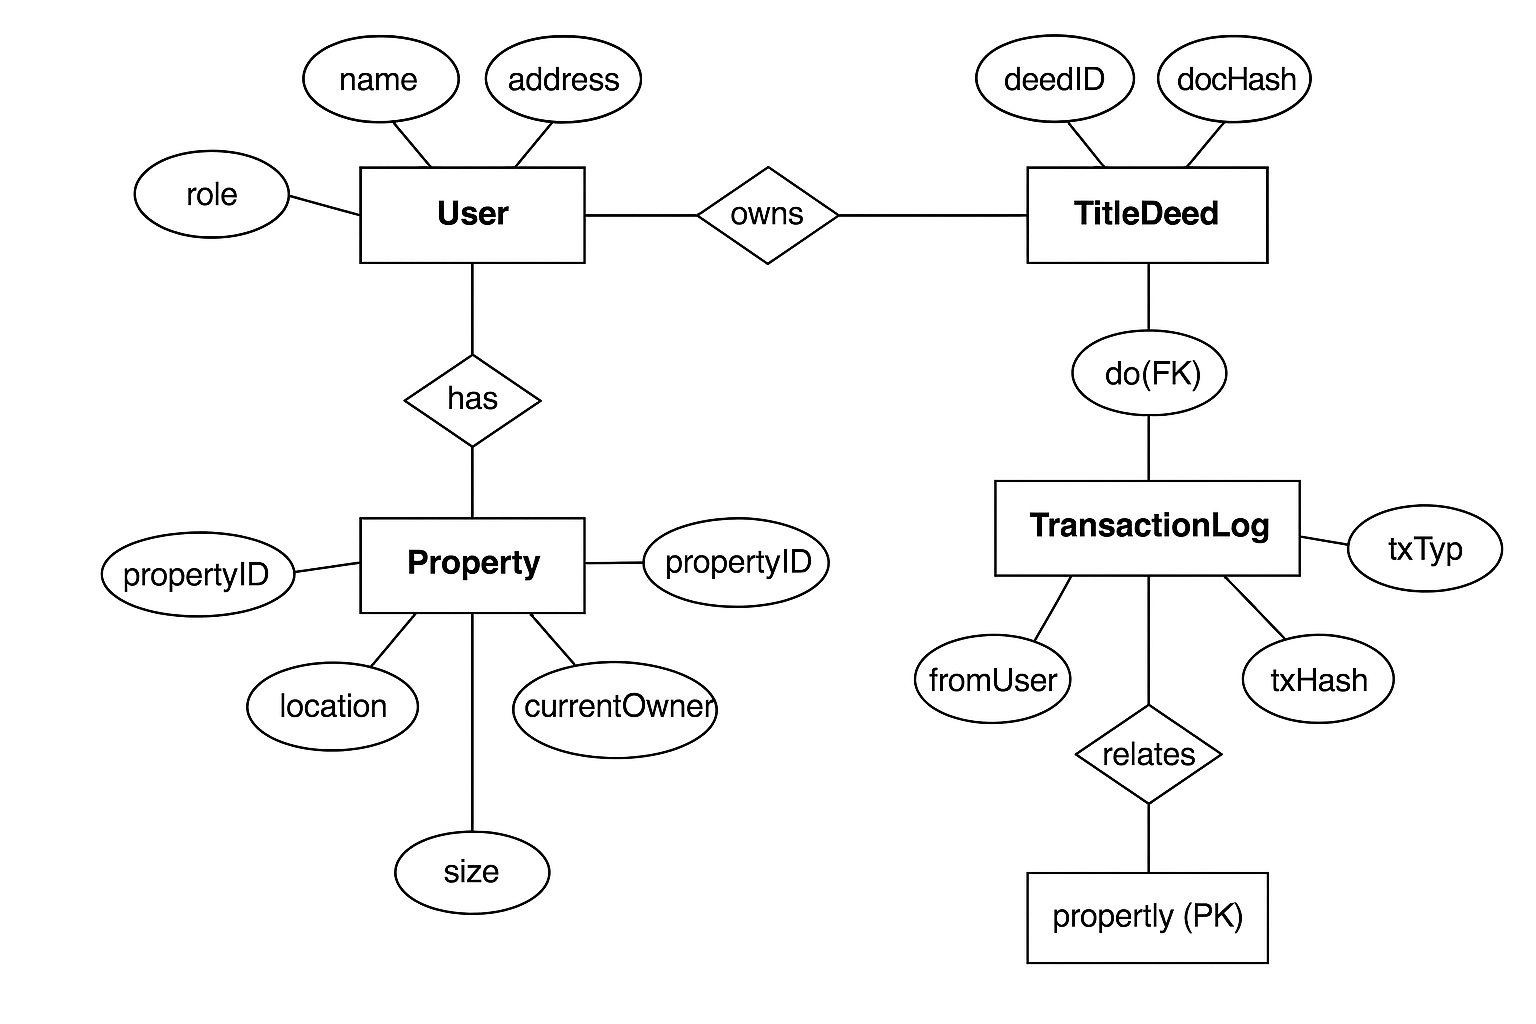 name
address
deedID
docHash
role
User
owns
TitleDeed
do(FK)
has
TransactionLog
txTyp
propertyID
Property
propertyID
fromUser
txHash
location
currentOwner
relates
size
propertly (PK)